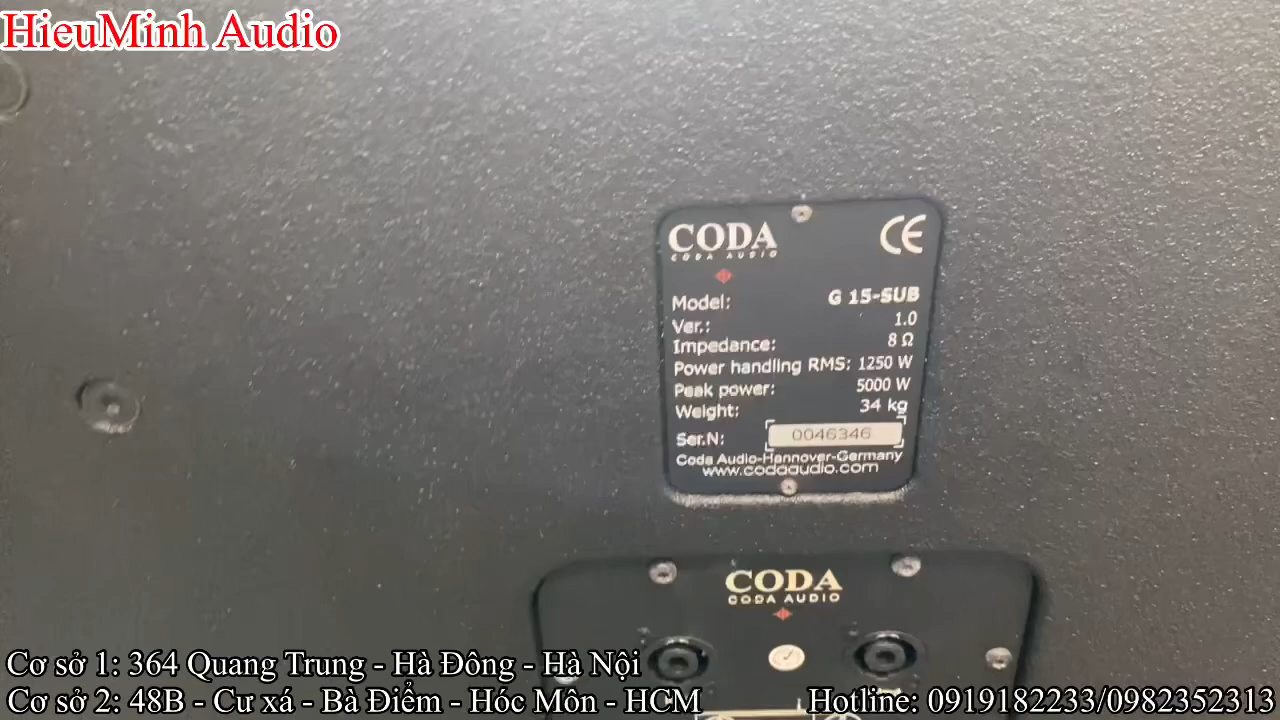 HieuMinh Audio
CODA
CODA AUDIO
CE
Model: G 15-SUB
Ver.: 1.0
Impedance: 8 Ω
Power handling RMS: 1250 W
Peak power: 5000 W
Weight: 34 kg
Ser.N: 0046346
Coda Audio-Hannover-Germany
www.codaaudio.com
CODA
CODA AUDIO
Cơ sở 1: 364 Quang Trung - Hà Đông - Hà Nội
Cơ sở 2: 48B - Cư xá - Bà Điểm - Hóc Môn - HCM
Hotline: 0919182233/0982352313